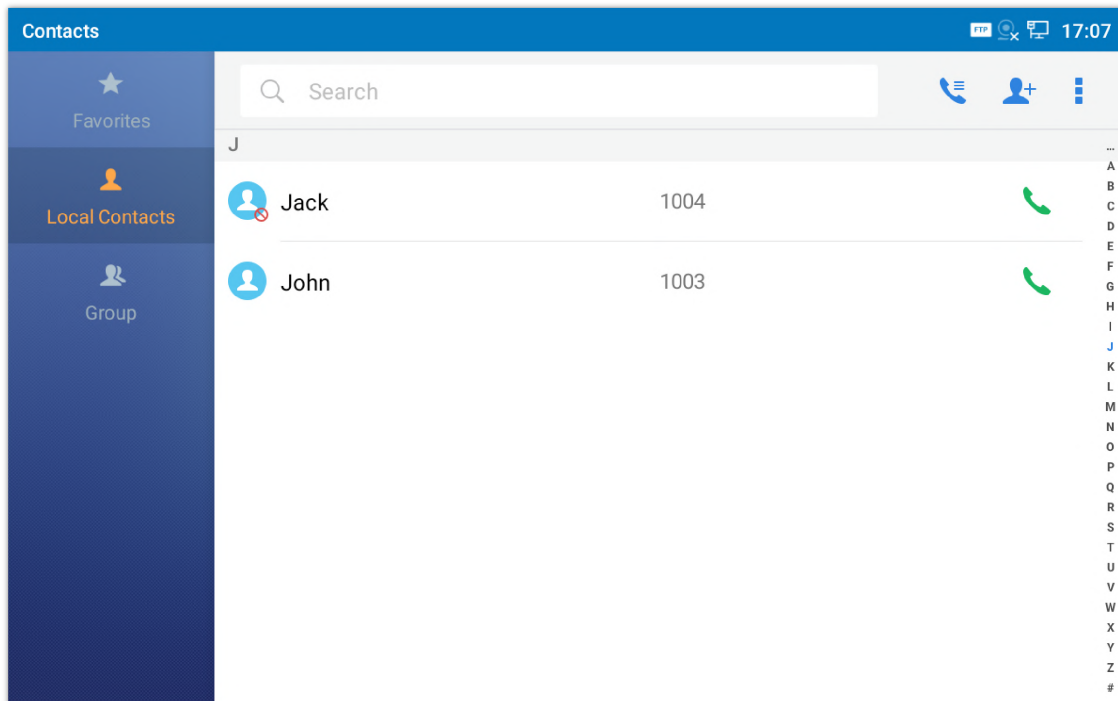 Contacts
FTP
17:07
Favorites
Local Contacts
Group
Search
J
Jack 1004
John 1003
...
A
B
C
D
E
F
G
H
I
J
K
L
M
N
O
P
Q
R
S
T
U
V
W
X
Y
Z
#